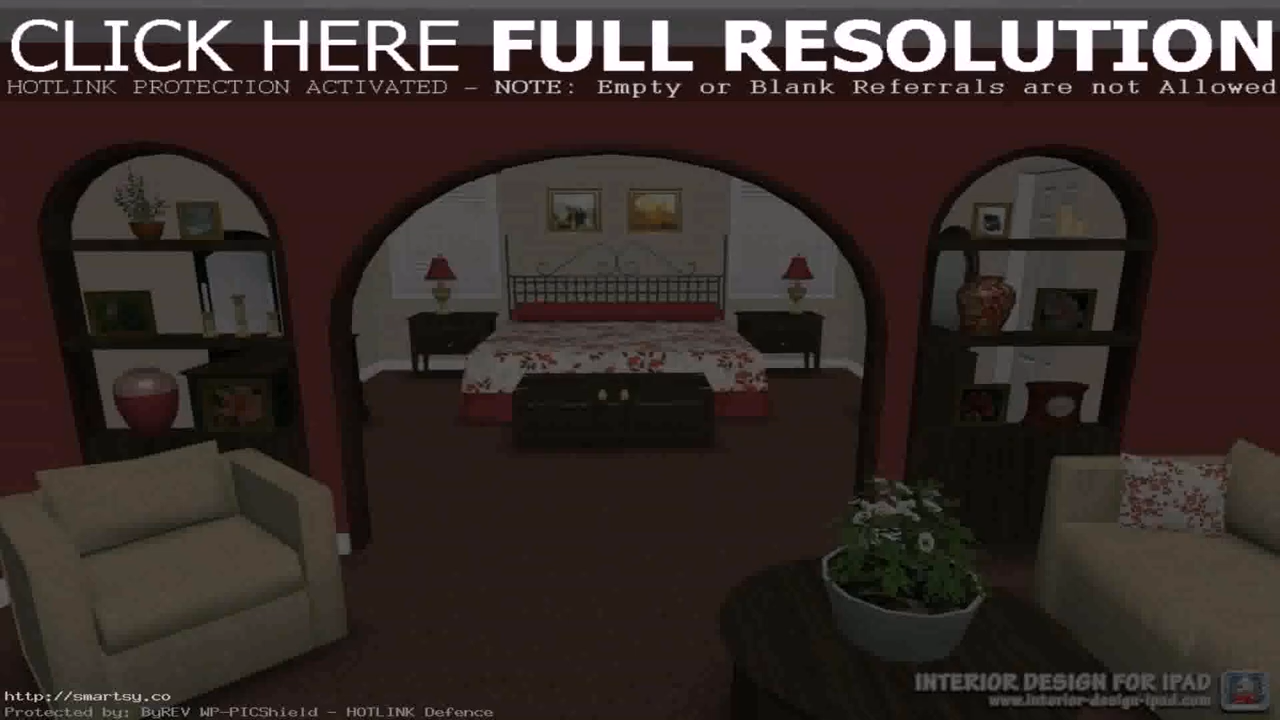 CLICK HERE FULL RESOLUTION
HOTLINK PROTECTION ACTIVATED - NOTE: Empty or Blank Referrals are not Allowed
http://smartsy.co
Protected by: ByREV WP-PICShield - HOTLINK Defence
INTERIOR DESIGN FOR IPAD
www.interior-design-ipad.com